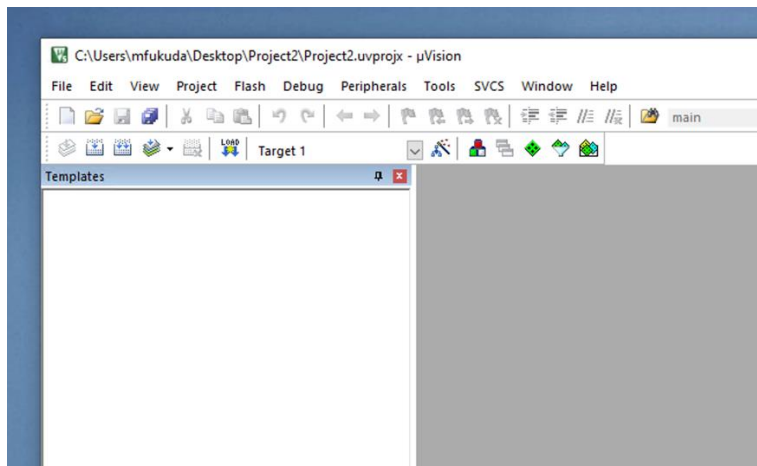 C:\Users\mfukuda\Desktop\Project2\Project2.uvprojx - µVision
File Edit View Project Flash Debug Peripherals Tools SVCS Window Help
main
LOAD Target 1
Templates